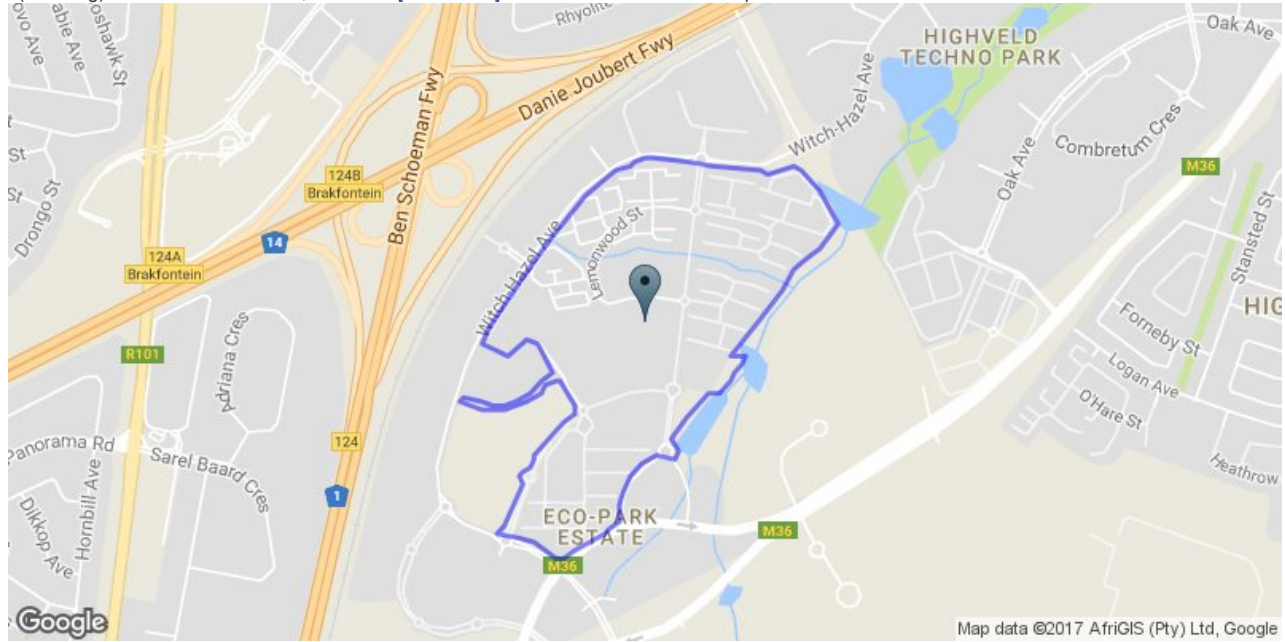 HIGHVELD
TECHNO PARK
Oak Ave
Rhyolite
Danie Joubert Fwy
Ben Schoeman Fwy
Witch-Hazel Ave
Oak Ave
Combretum Cres
M36
Stansted St
124B
Brakfontein
Drongo St
14
124A
Brakfontein
Witch-Hazel Ave
Lemonwood St
HIG
Forneby St
Logan Ave
O'Hare St
Heathrow
R101
Adriana Cres
124
Panorama Rd
Sarel Baard Cres
Hornbill Ave
Dikkop Ave
1
ECO-PARK
ESTATE
M36
M36
Google
Map data ©2017 AfriGIS (Pty) Ltd, Google